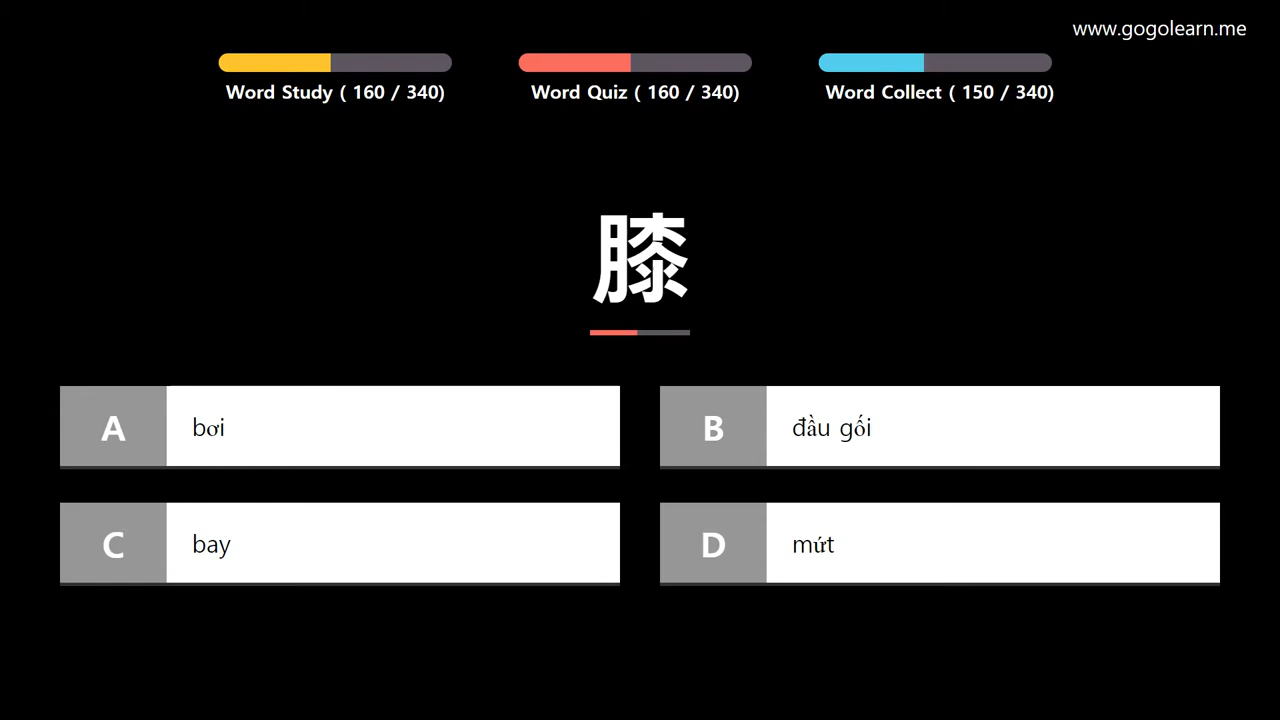 www.gogolearn.me
Word Study ( 160 / 340)
Word Quiz ( 160 / 340)
Word Collect ( 150 / 340)
膝
A bơi
B đầu gối
C bay
D mứt